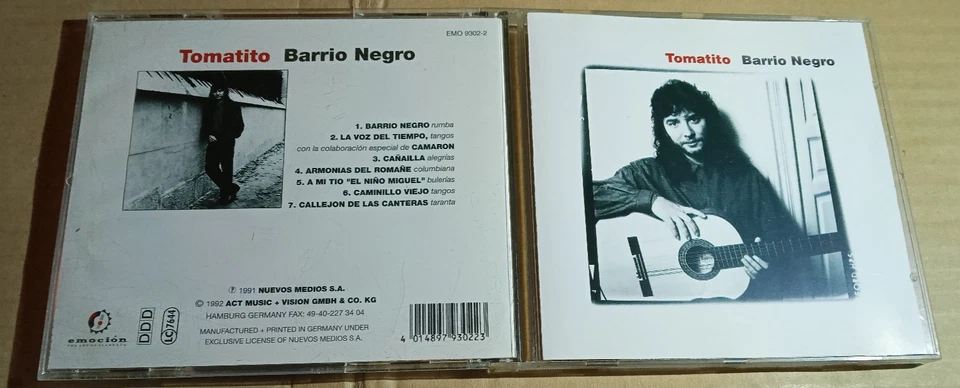 EMO 9302-2
Tomatito Barrio Negro
1. BARRIO NEGRO rumba
2. LA VOZ DEL TIEMPO, tangos
con la colaboración especial de CAMARON
3. CAÑAILLA alegrías
4. ARMONIAS DEL ROMAÑE columbiana
5. A MI TIO "EL NIÑO MIGUEL" bulerías
6. CAMINILLO VIEJO tangos
7. CALLEJON DE LAS CANTERAS taranta
℗ 1991 NUEVOS MEDIOS S.A.
© 1992 ACT MUSIC + VISION GMBH & CO. KG
HAMBURG GERMANY FAX: 49-40-227 34 04
MANUFACTURED + PRINTED IN GERMANY UNDER
EXCLUSIVE LICENSE OF NUEVOS MEDIOS S.A.
emoción
DDD
LC 7644
4 014897 930223
Tomatito Barrio Negro